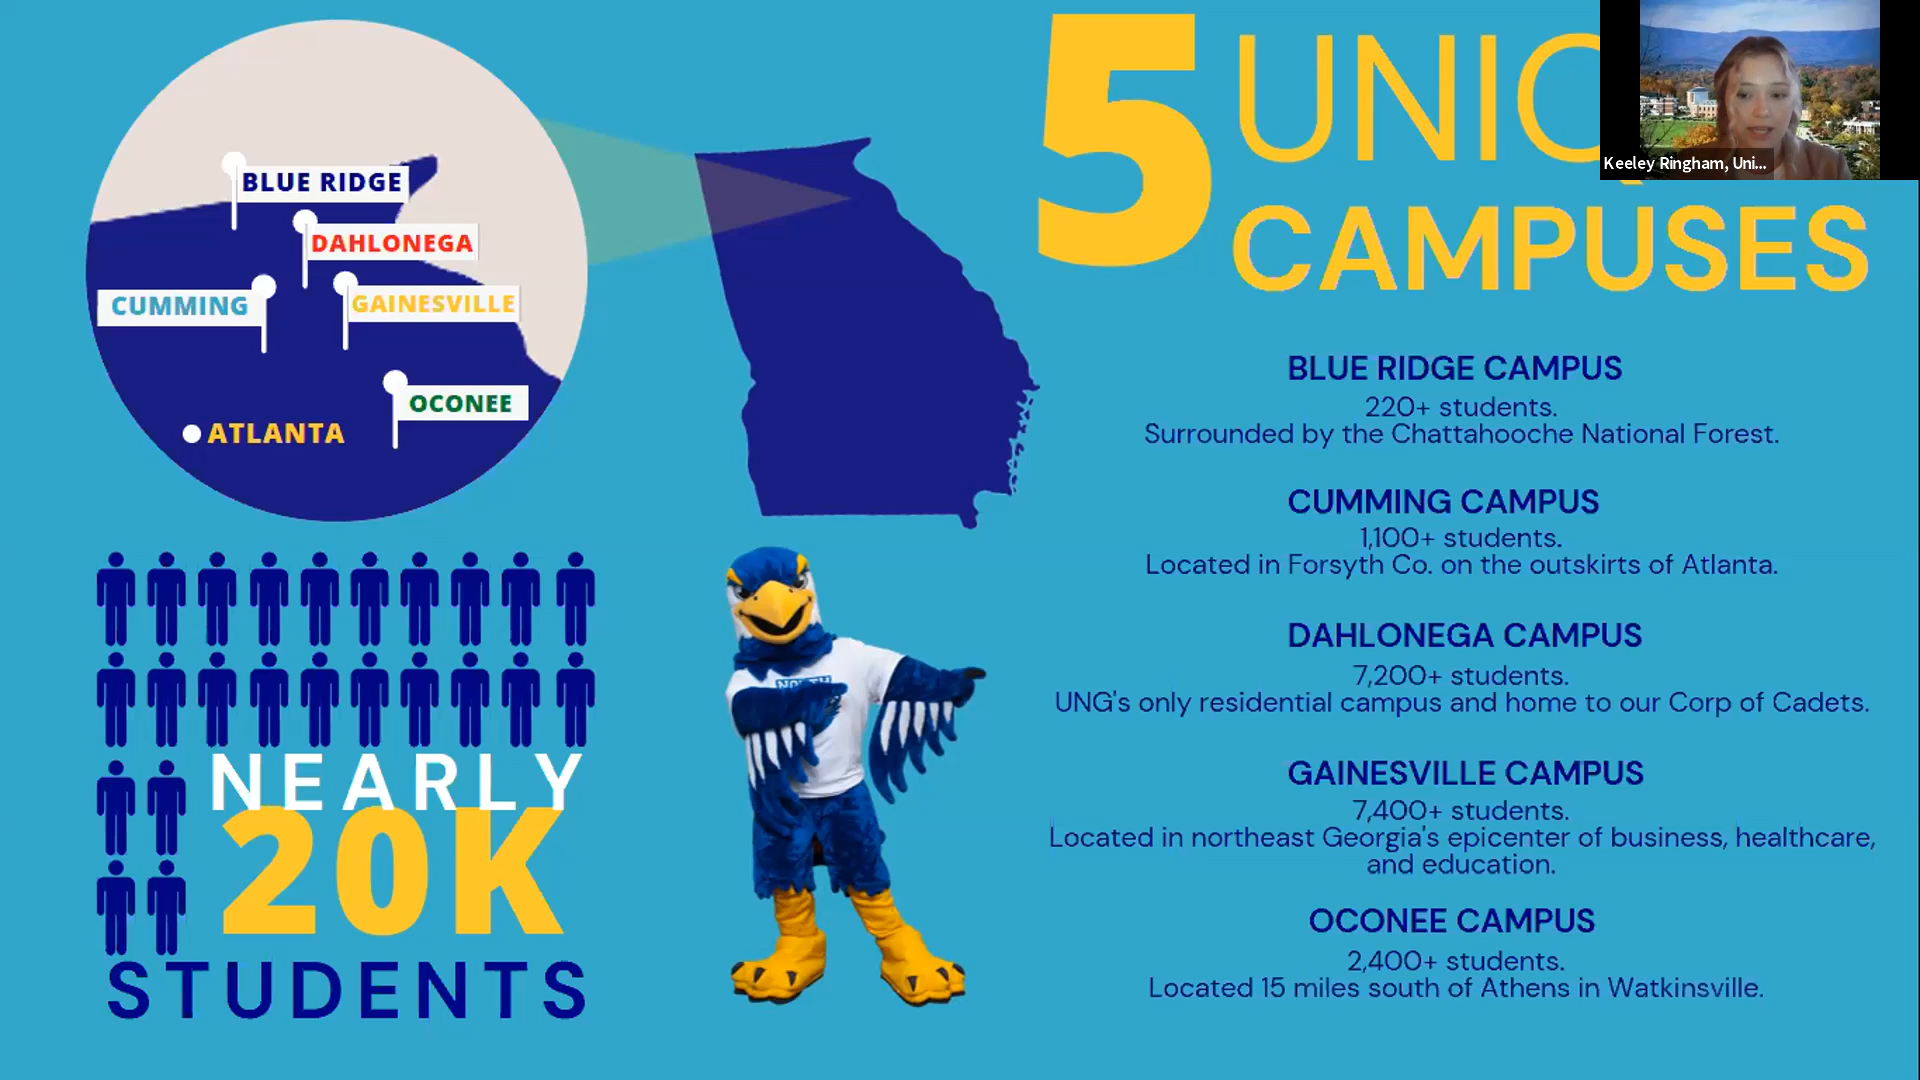 BLUE RIDGE
DAHLONEGA
CUMMING
GAINESVILLE
OCONEE
ATLANTA
NEARLY
20K
STUDENTS
NORTH
5
CAMPUSES
Keeley Ringham, Uni...
BLUE RIDGE CAMPUS
220+ students.
Surrounded by the Chattahooche National Forest.
CUMMING CAMPUS
1,100+ students.
Located in Forsyth Co. on the outskirts of Atlanta.
DAHLONEGA CAMPUS
7,200+ students.
UNG's only residential campus and home to our Corp of Cadets.
GAINESVILLE CAMPUS
7,400+ students.
Located in northeast Georgia's epicenter of business, healthcare,
and education.
OCONEE CAMPUS
2,400+ students.
Located 15 miles south of Athens in Watkinsville.